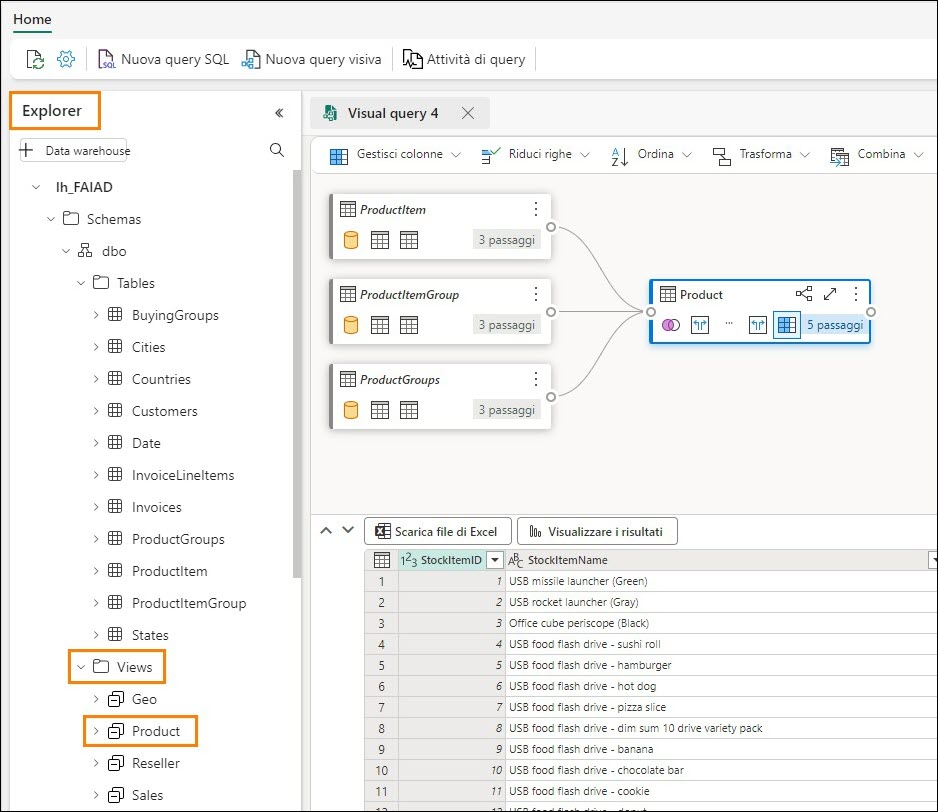 Home
Nuova query SQL Nuova query visiva Attività di query
Explorer
Data warehouse
lh_FAIAD
Schemas
dbo
Tables
BuyingGroups
Cities
Countries
Customers
Date
InvoiceLineItems
Invoices
ProductGroups
ProductItem
ProductItemGroup
States
Views
Geo
Product
Reseller
Sales
Visual query 4
Gestisci colonne Riduci righe Ordina Trasforma Combina
ProductItem
3 passaggi
ProductItemGroup
3 passaggi
ProductGroups
3 passaggi
Product
5 passaggi
Scarica file di Excel Visualizzare i risultati
StockItemID StockItemName
1 1 USB missile launcher (Green)
2 2 USB rocket launcher (Gray)
3 3 Office cube periscope (Black)
4 4 USB food flash drive - sushi roll
5 5 USB food flash drive - hamburger
6 6 USB food flash drive - hot dog
7 7 USB food flash drive - pizza slice
8 8 USB food flash drive - dim sum 10 drive variety pack
9 9 USB food flash drive - banana
10 10 USB food flash drive - chocolate bar
11 11 USB food flash drive - cookie